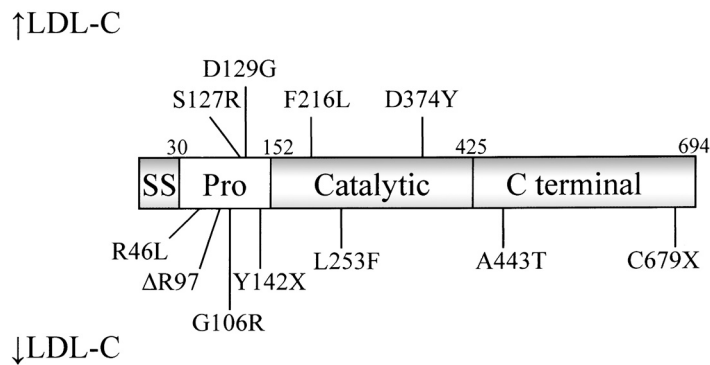 ↑LDL-C
D129G
S127R F216L D374Y
30 152 425 694
SS Pro Catalytic C terminal
R46L L253F A443T C679X
ΔR97 Y142X
G106R
↓LDL-C